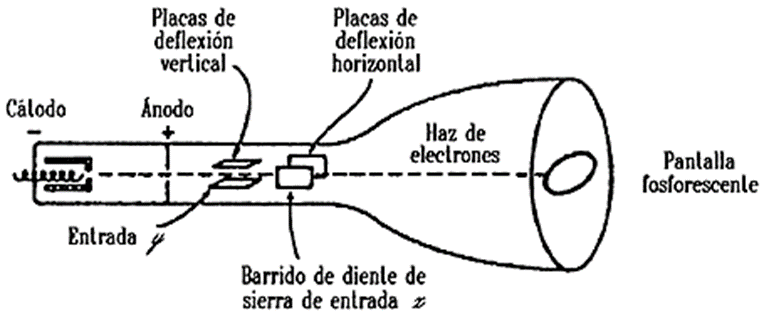 Placas
de deflexión
vertical
Placas
de deflexión
horizontal
Cálodo
−
Ánodo
+
Haz de
electrones
Pantalla
fosforescente
Entrada y
Barrido de diente de
sierra de entrada x